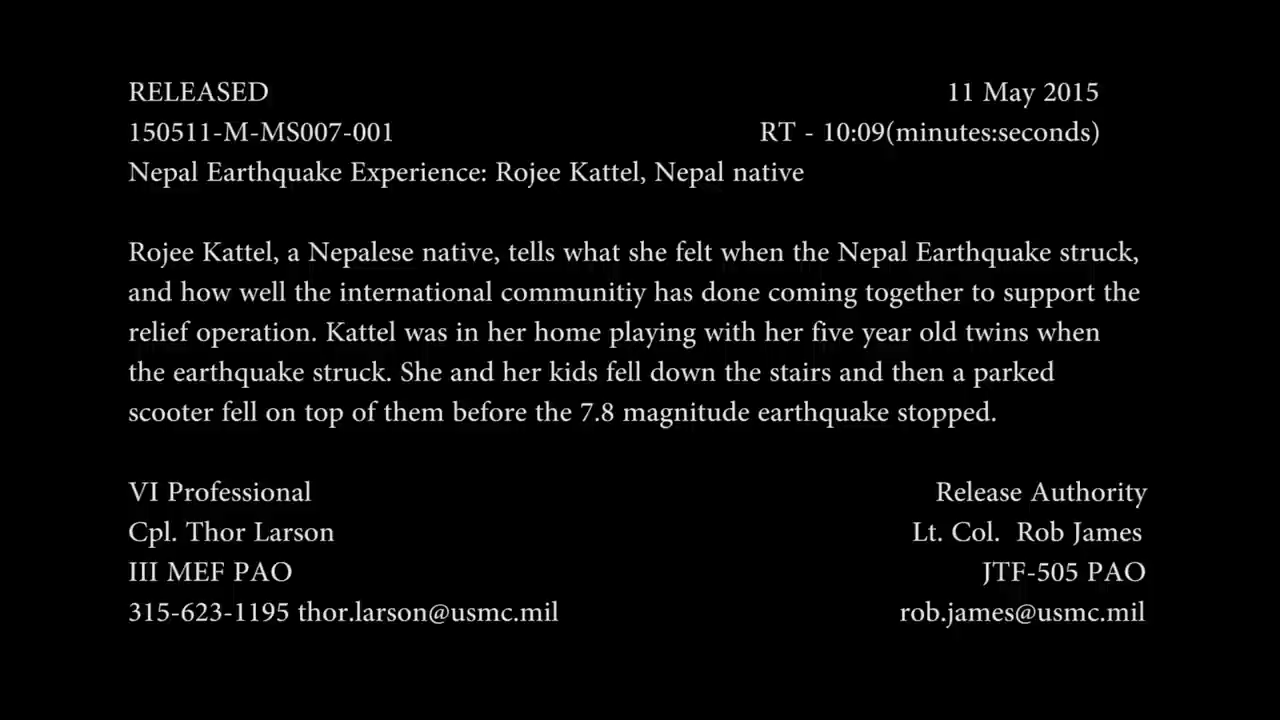 RELEASED 11 May 2015
150511-M-MS007-001 RT - 10:09(minutes:seconds)
Nepal Earthquake Experience: Rojee Kattel, Nepal native
Rojee Kattel, a Nepalese native, tells what she felt when the Nepal Earthquake struck,
and how well the international communitiy has done coming together to support the
relief operation. Kattel was in her home playing with her five year old twins when
the earthquake struck. She and her kids fell down the stairs and then a parked
scooter fell on top of them before the 7.8 magnitude earthquake stopped.
VI Professional Release Authority
Cpl. Thor Larson Lt. Col. Rob James
III MEF PAO JTF-505 PAO
315-623-1195 thor.larson@usmc.mil rob.james@usmc.mil